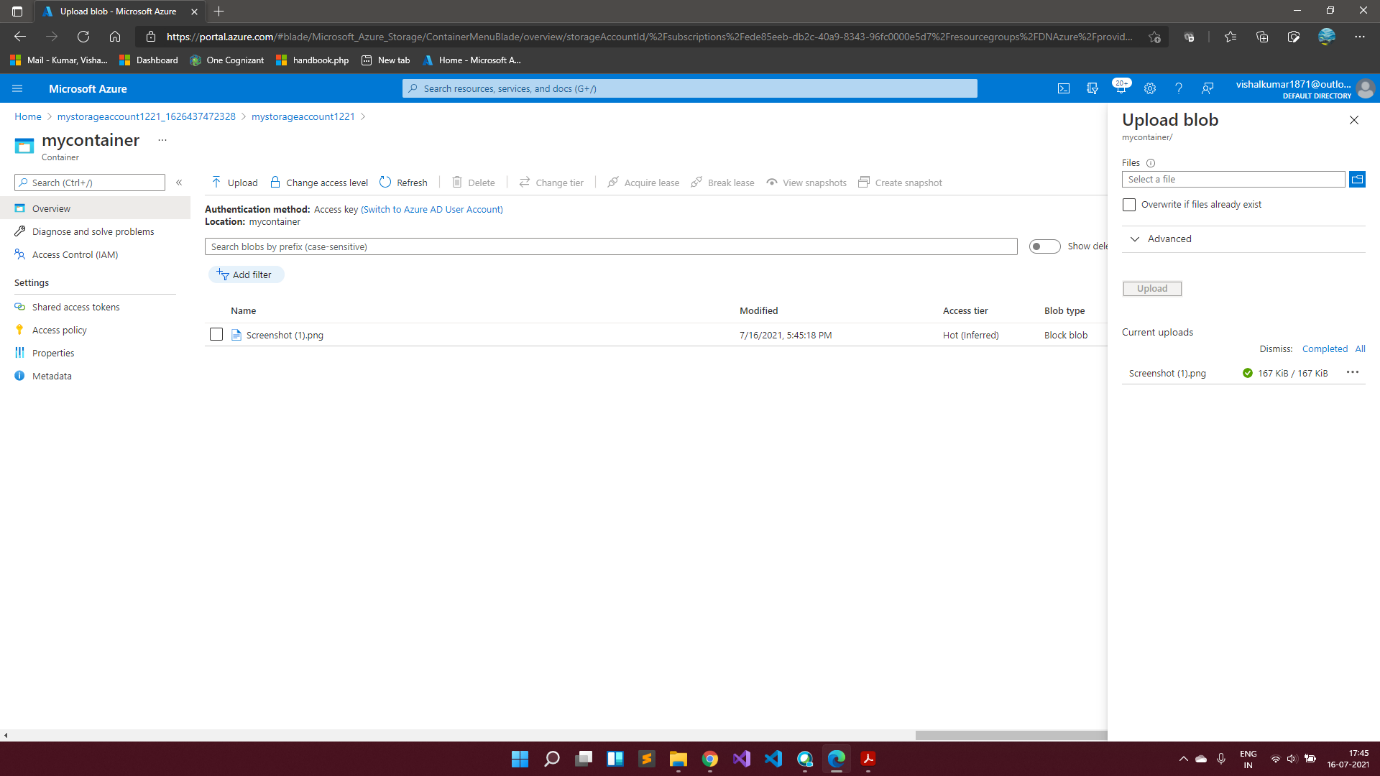 Upload blob - Microsoft Azure
https://portal.azure.com/#blade/Microsoft_Azure_Storage/ContainerMenuBlade/overview/storageAccountId/%2Fsubscriptions%2Fede85eeb-db2c-40a9-8343-96fc0000e5d7%2Fresourcegroups%2FDNAzure%2Fprovid...
Mail - Kumar, Visha... Dashboard One Cognizant handbook.php New tab Home - Microsoft A...
Microsoft Azure
Search resources, services, and docs (G+/)
20+
vishalkumar1871@outlo...
DEFAULT DIRECTORY
Home > mystorageaccount1221_1626437472328 > mystorageaccount1221 >
mycontainer ...
Container
Search (Ctrl+/) «
Overview
Diagnose and solve problems
Access Control (IAM)
Settings
Shared access tokens
Access policy
Properties
Metadata
Upload Change access level Refresh Delete Change tier Acquire lease Break lease View snapshots Create snapshot
Authentication method: Access key (Switch to Azure AD User Account)
Location: mycontainer
Search blobs by prefix (case-sensitive)
Show dele
Add filter
Name Modified Access tier Blob type
Screenshot (1).png 7/16/2021, 5:45:18 PM Hot (Inferred) Block blob
Upload blob
mycontainer/
Files
Select a file
Overwrite if files already exist
Advanced
Upload
Current uploads
Dismiss: Completed All
Screenshot (1).png 167 KiB / 167 KiB ...
ENG
IN
17:45
16-07-2021